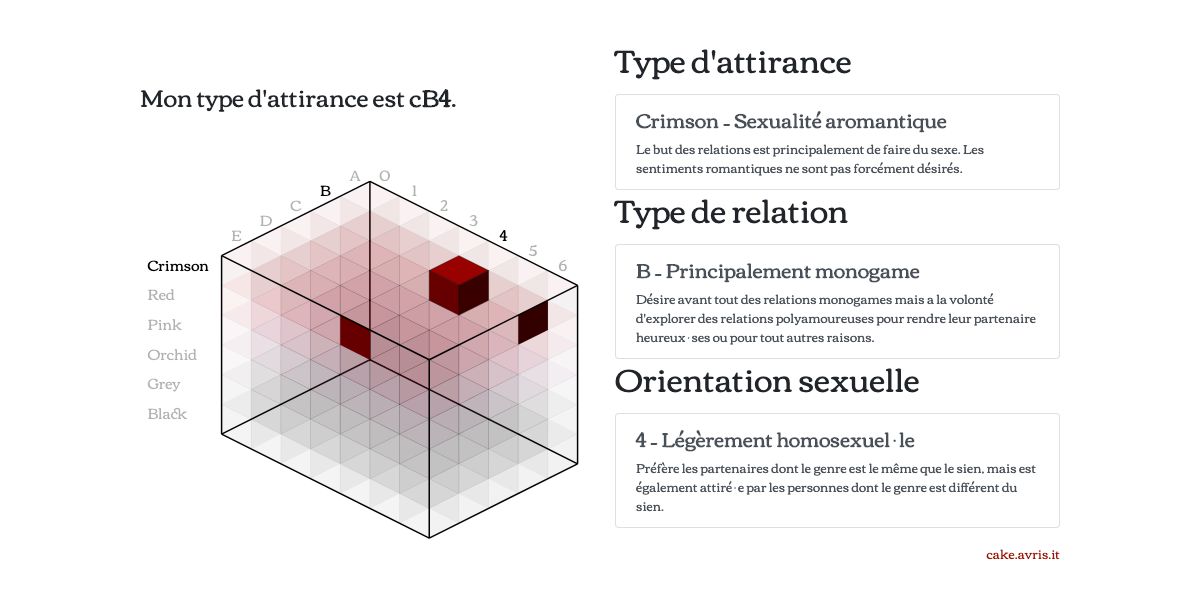 Mon type d'attirance est cB4.
A O
B 1
C 2
D 3
E 4
5
6
Crimson
Red
Pink
Orchid
Grey
Black
Type d'attirance
Crimson - Sexualité aromantique
Le but des relations est principalement de faire du sexe. Les
sentiments romantiques ne sont pas forcément désirés.
Type de relation
B - Principalement monogame
Désire avant tout des relations monogames mais a la volonté
d'explorer des relations polyamoureuses pour rendre leur partenaire
heureux·ses ou pour tout autres raisons.
Orientation sexuelle
4 - Légèrement homosexuel·le
Préfère les partenaires dont le genre est le même que le sien, mais est
également attiré·e par les personnes dont le genre est différent du
sien.
cake.avris.it